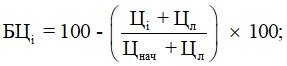 БЦi = 100 - ( (Цi + Цл) / (Цнач + Цл) ) × 100;